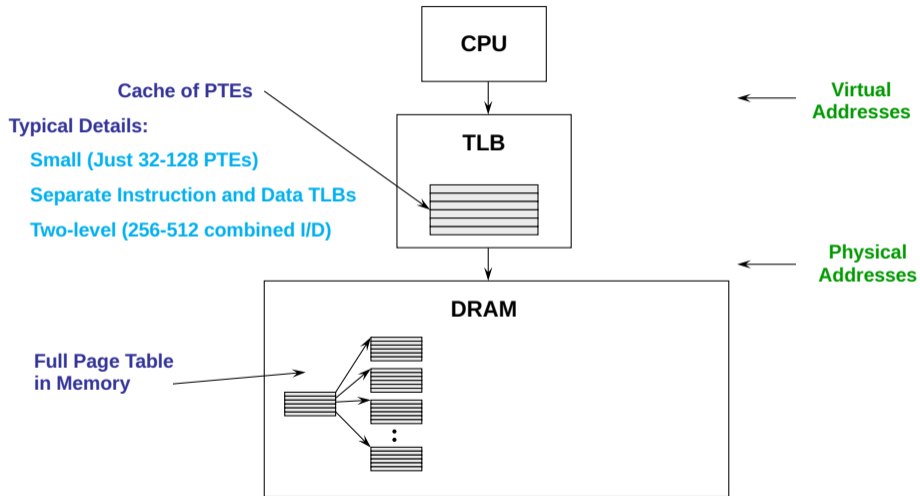 CPU
Cache of PTEs
Virtual
Addresses
Typical Details:
TLB
Small (Just 32-128 PTEs)
Separate Instruction and Data TLBs
Two-level (256-512 combined I/D)
Physical
Addresses
DRAM
Full Page Table
in Memory